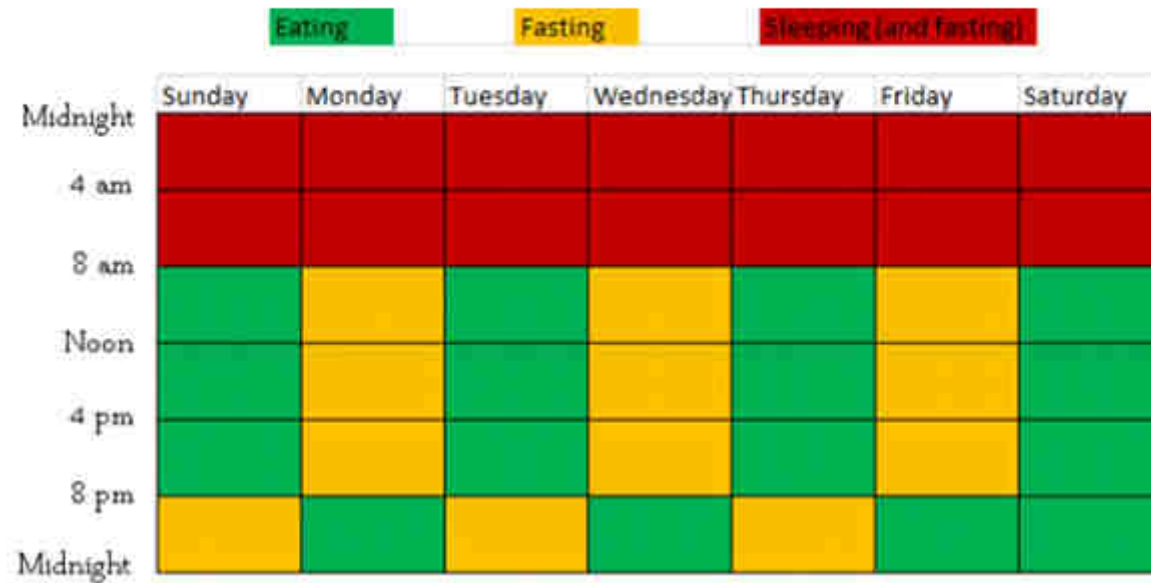 Eating Fasting Sleeping (and fasting)
Sunday Monday Tuesday Wednesday Thursday Friday Saturday
Midnight
4 am
8 am
Noon
4 pm
8 pm
Midnight